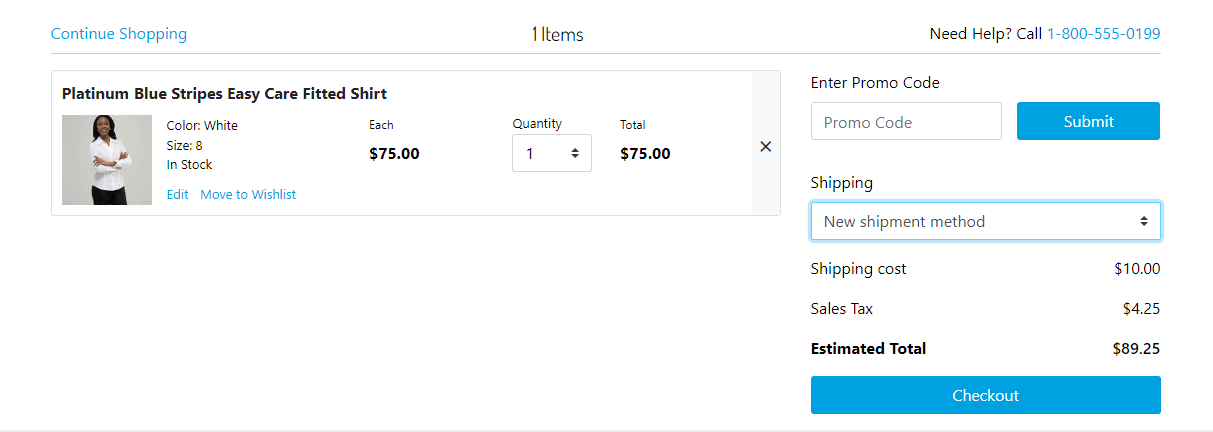 Continue Shopping
1 Items
Need Help? Call 1-800-555-0199
Platinum Blue Stripes Easy Care Fitted Shirt
Color: White
Size: 8
In Stock
Edit Move to Wishlist
Each
$75.00
Quantity
1
Total
$75.00
×
Enter Promo Code
Promo Code Submit
Shipping
New shipment method
Shipping cost $10.00
Sales Tax $4.25
Estimated Total $89.25
Checkout